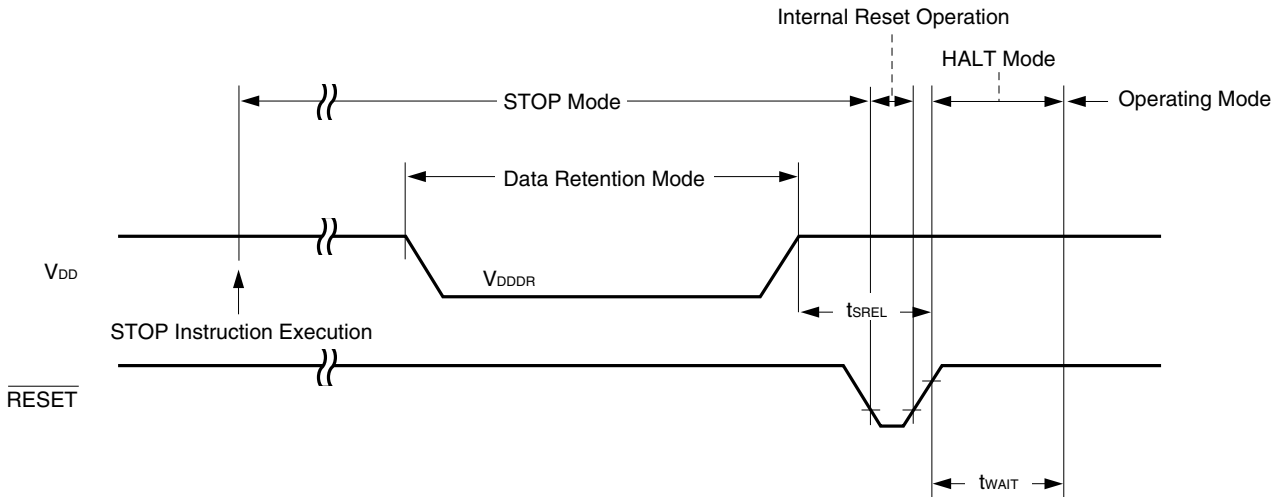 Internal Reset Operation
HALT Mode
STOP Mode
Operating Mode
Data Retention Mode
VDD
VDDDR
tSREL
STOP Instruction Execution
RESET
tWAIT